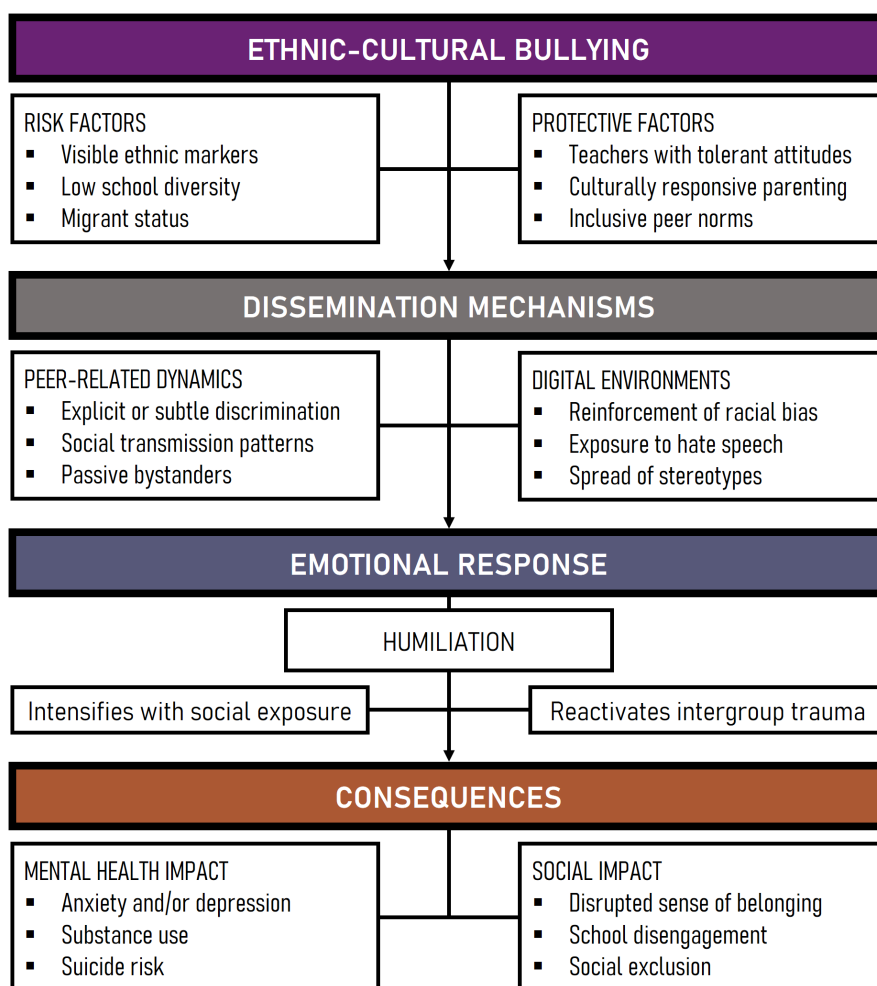 ETHNIC-CULTURAL BULLYING
RISK FACTORS
▪ Visible ethnic markers
▪ Low school diversity
▪ Migrant status
PROTECTIVE FACTORS
▪ Teachers with tolerant attitudes
▪ Culturally responsive parenting
▪ Inclusive peer norms
DISSEMINATION MECHANISMS
PEER-RELATED DYNAMICS
▪ Explicit or subtle discrimination
▪ Social transmission patterns
▪ Passive bystanders
DIGITAL ENVIRONMENTS
▪ Reinforcement of racial bias
▪ Exposure to hate speech
▪ Spread of stereotypes
EMOTIONAL RESPONSE
HUMILIATION
Intensifies with social exposure
Reactivates intergroup trauma
CONSEQUENCES
MENTAL HEALTH IMPACT
▪ Anxiety and/or depression
▪ Substance use
▪ Suicide risk
SOCIAL IMPACT
▪ Disrupted sense of belonging
▪ School disengagement
▪ Social exclusion